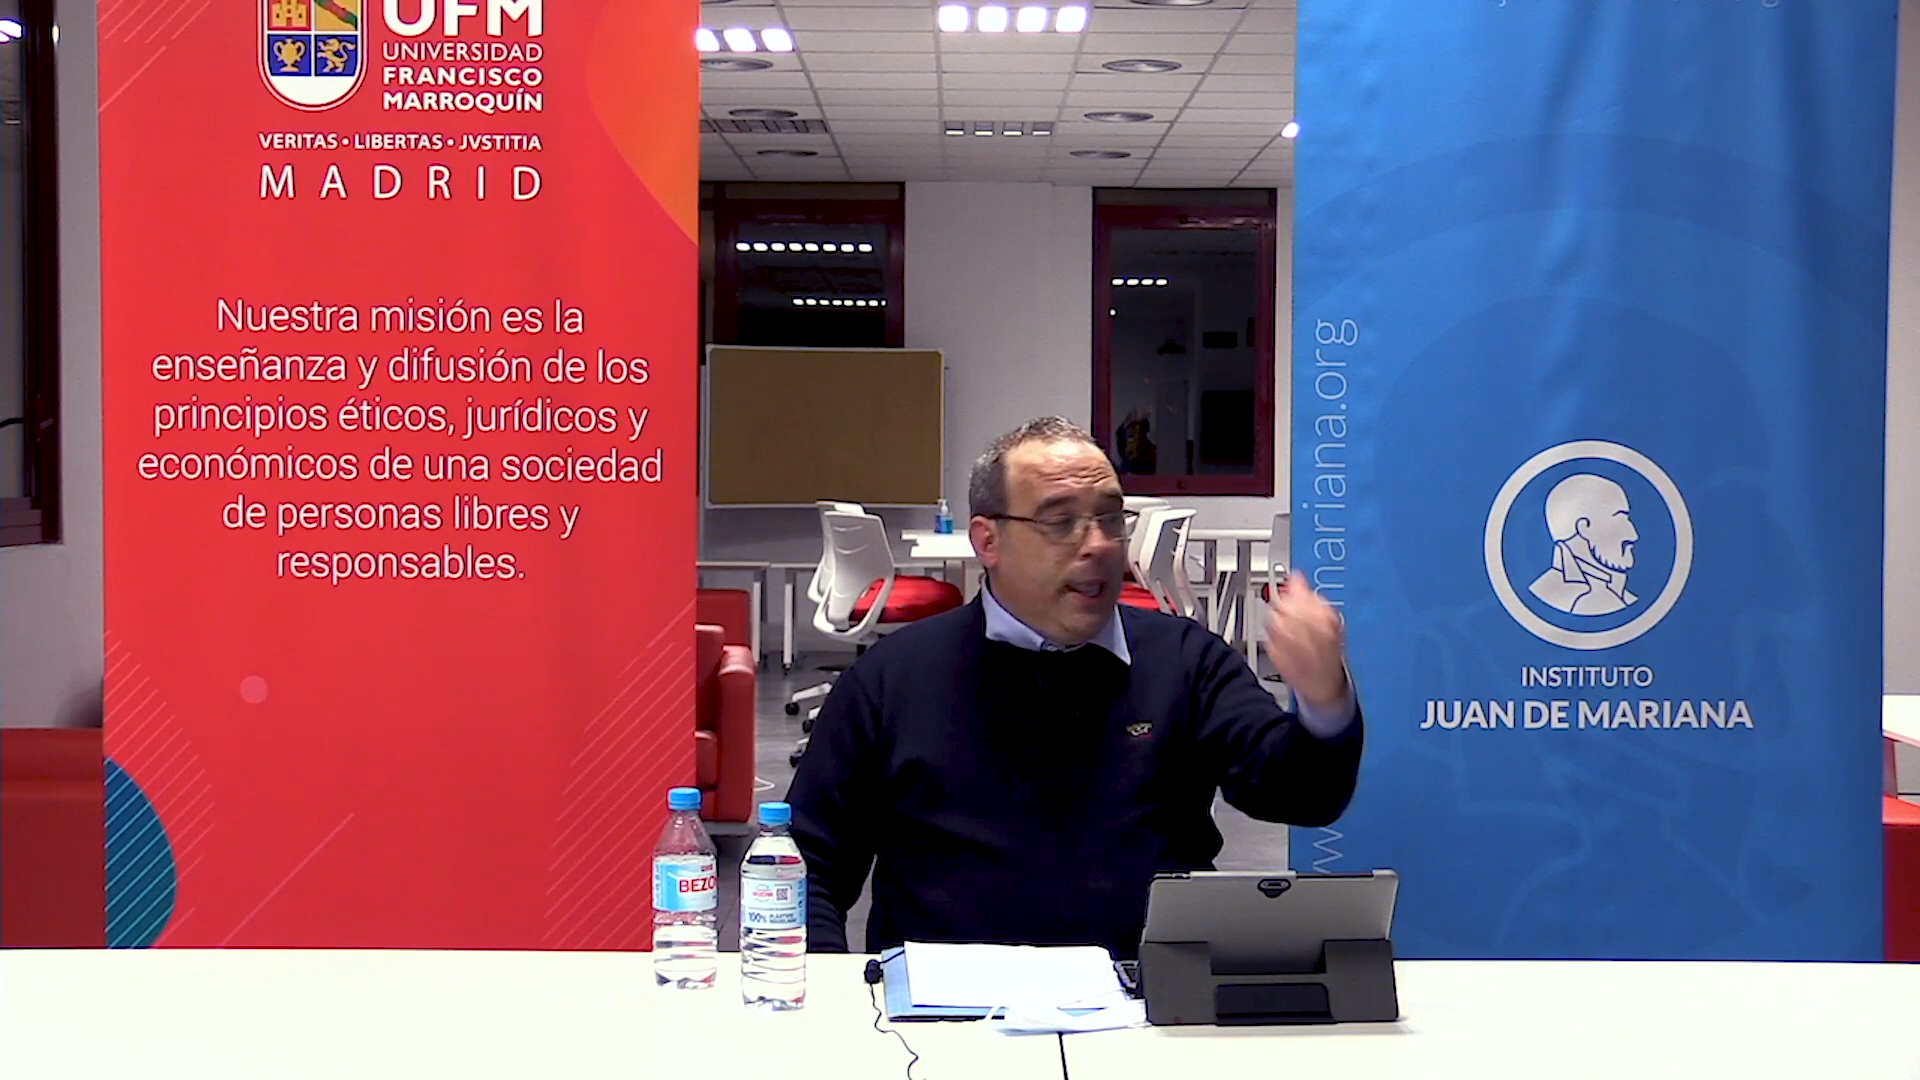 UFM
UNIVERSIDAD
FRANCISCO
MARROQUÍN
VERITAS • LIBERTAS • JVSTITIA
MADRID
Nuestra misión es la
enseñanza y difusión de los
principios éticos, jurídicos y
económicos de una sociedad
de personas libres y
responsables.
mariana.org
INSTITUTO
JUAN DE MARIANA
BEZO
100%